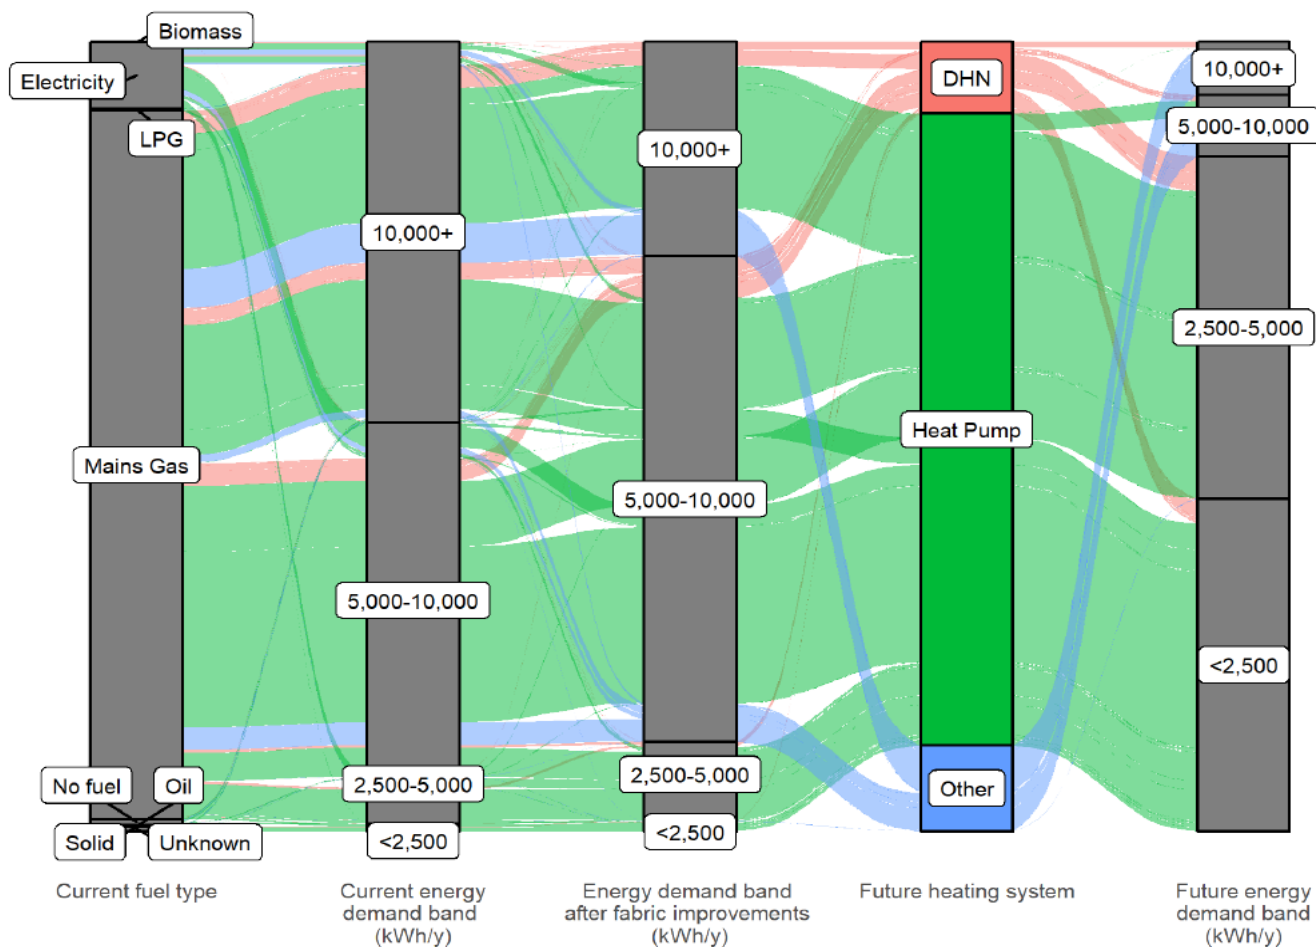 Biomass
Electricity
LPG
Mains Gas
No fuel
Oil
Solid
Unknown
10,000+
5,000-10,000
2,500-5,000
<2,500
10,000+
5,000-10,000
2,500-5,000
<2,500
DHN
Heat Pump
Other
10,000+
5,000-10,000
2,500-5,000
<2,500
Current fuel type
Current energy
demand band
(kWh/y)
Energy demand band
after fabric improvements
(kWh/y)
Future heating system
Future energy
demand band
(kWh/y)